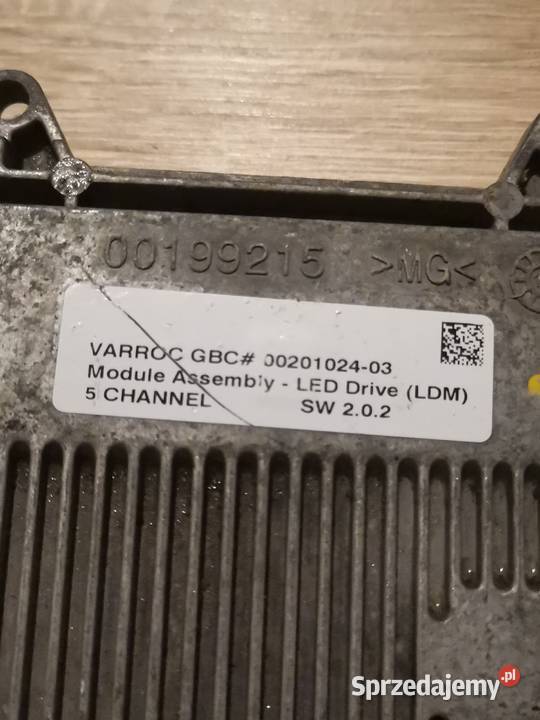 00199215 >MG<
VARROC GBC# 00201024-03
Module Assembly - LED Drive (LDM)
5 CHANNEL SW 2.0.2
Sprzedajemy.pl